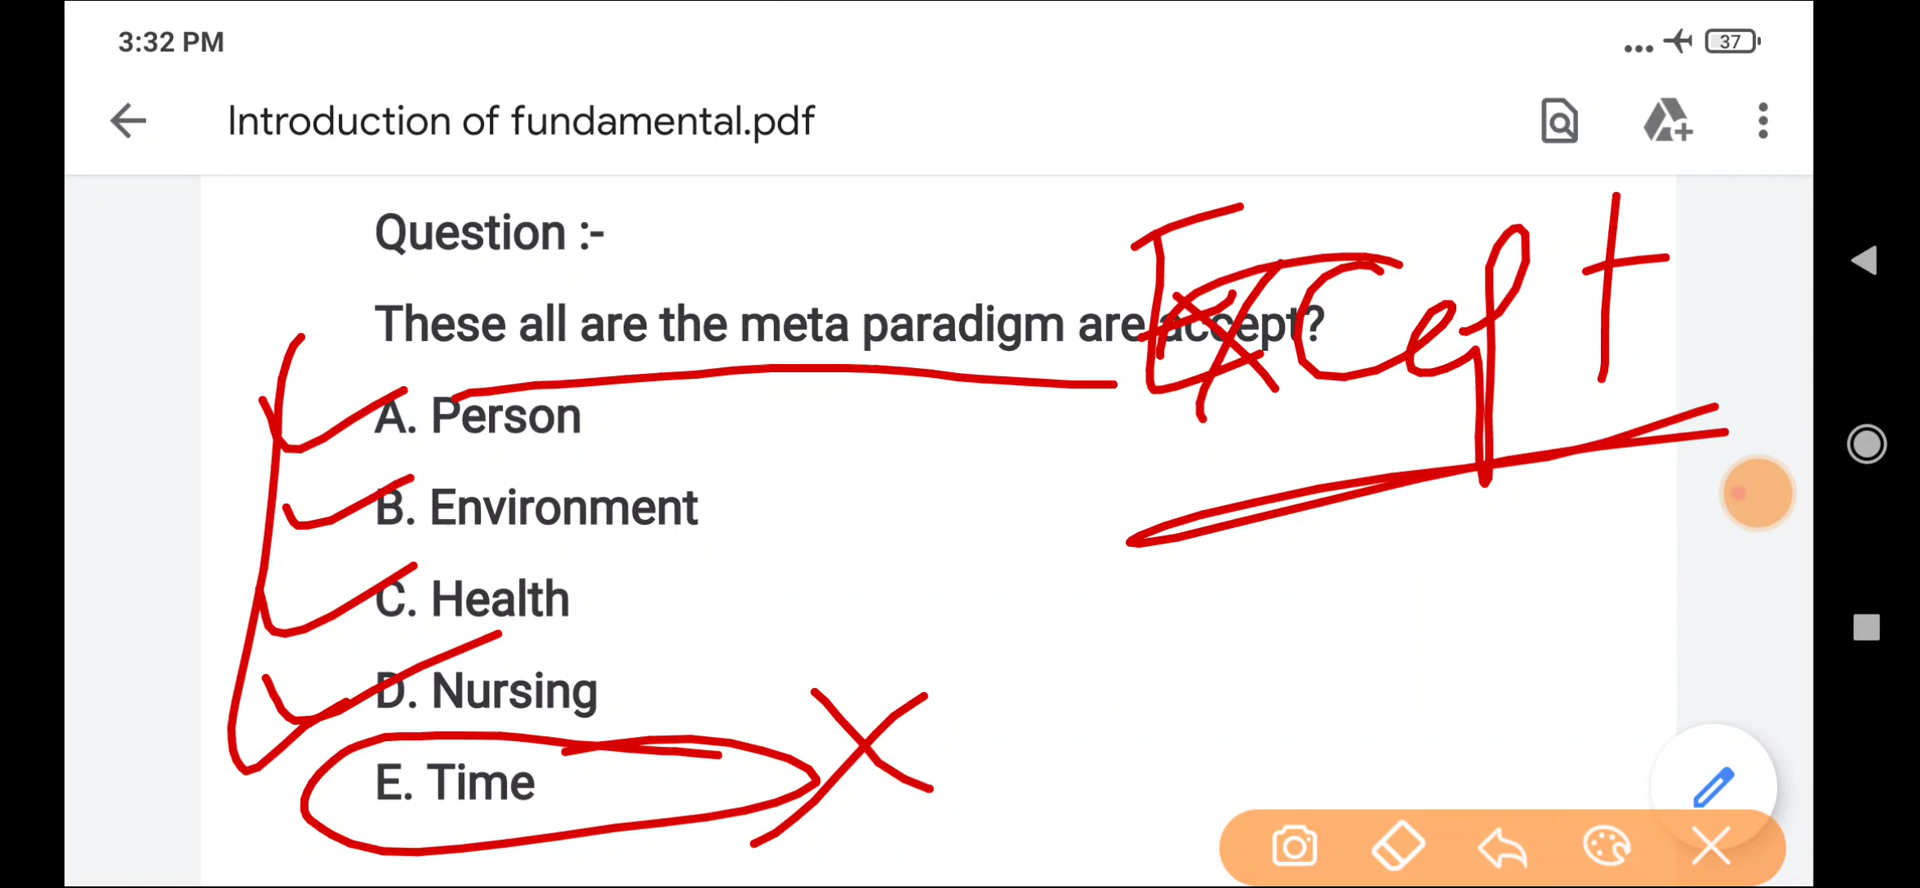 3:32 PM
37
Introduction of fundamental.pdf
Question :-
These all are the meta paradigm are accept?
Except
A. Person
B. Environment
C. Health
D. Nursing
E. Time